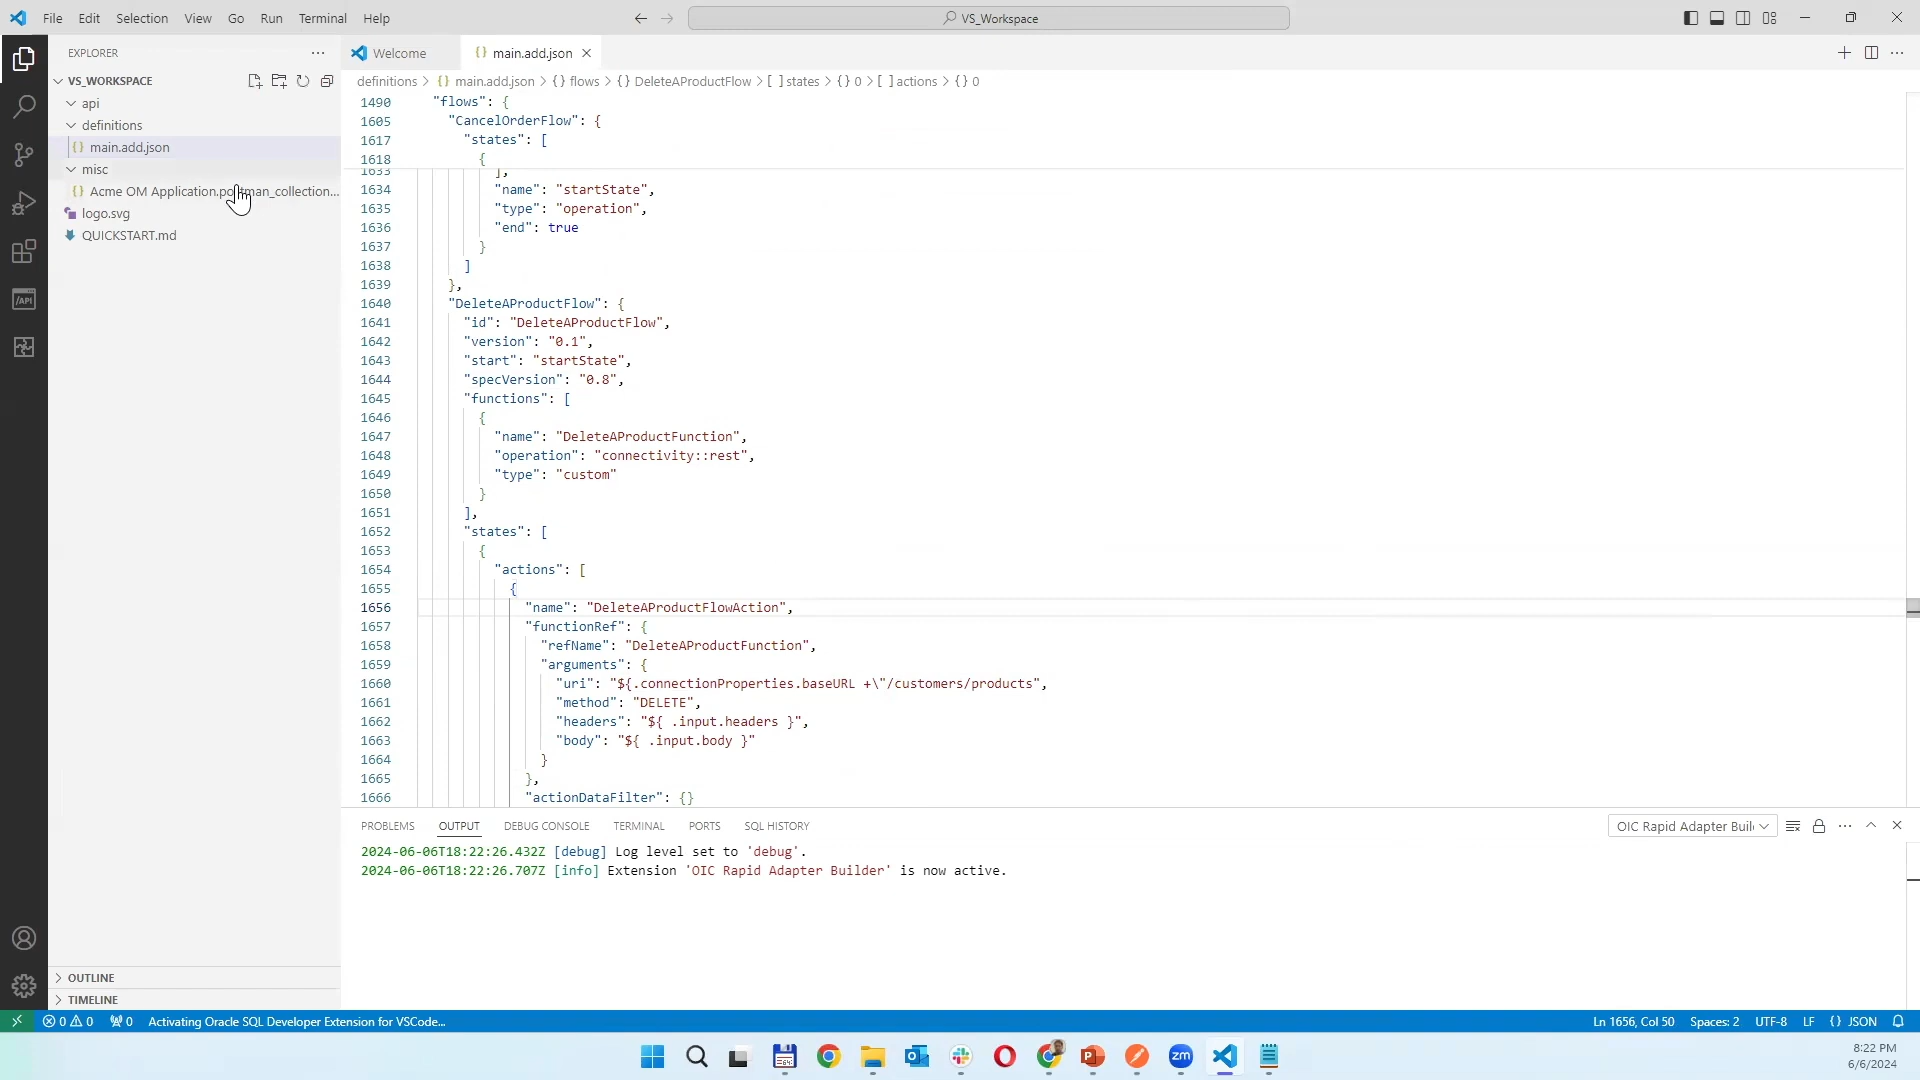 File Edit Selection View Go Run Terminal Help
VS_Workspace
EXPLORER
Welcome
{} main.add.json
VS_WORKSPACE
definitions > {} main.add.json > {} flows > {} DeleteAProductFlow > [ ] states > {} 0 > [ ] actions > {} 0
api
definitions
{} main.add.json
misc
{} Acme OM Application.postman_collection...
logo.svg
QUICKSTART.md
/API
1490 "flows": {
1605 "CancelOrderFlow": {
1617 "states": [
1618 {
1633 ],
1634 "name": "startState",
1635 "type": "operation",
1636 "end": true
1637 }
1638 ]
1639 },
1640 "DeleteAProductFlow": {
1641 "id": "DeleteAProductFlow",
1642 "version": "0.1",
1643 "start": "startState",
1644 "specVersion": "0.8",
1645 "functions": [
1646 {
1647 "name": "DeleteAProductFunction",
1648 "operation": "connectivity::rest",
1649 "type": "custom"
1650 }
1651 ],
1652 "states": [
1653 {
1654 "actions": [
1655 {
1656 "name": "DeleteAProductFlowAction",
1657 "functionRef": {
1658 "refName": "DeleteAProductFunction",
1659 "arguments": {
1660 "uri": "${.connectionProperties.baseURL +\"/customers/products",
1661 "method": "DELETE",
1662 "headers": "${ .input.headers }",
1663 "body": "${ .input.body }"
1664 }
1665 },
1666 "actionDataFilter": {}
PROBLEMS OUTPUT DEBUG CONSOLE TERMINAL PORTS SQL HISTORY
OIC Rapid Adapter Buil
2024-06-06T18:22:26.432Z [debug] Log level set to 'debug'.
2024-06-06T18:22:26.707Z [info] Extension 'OIC Rapid Adapter Builder' is now active.
OUTLINE
TIMELINE
0 0 0 Activating Oracle SQL Developer Extension for VSCode...
Ln 1656, Col 50 Spaces: 2 UTF-8 LF {} JSON
zm
8:22 PM
6/6/2024